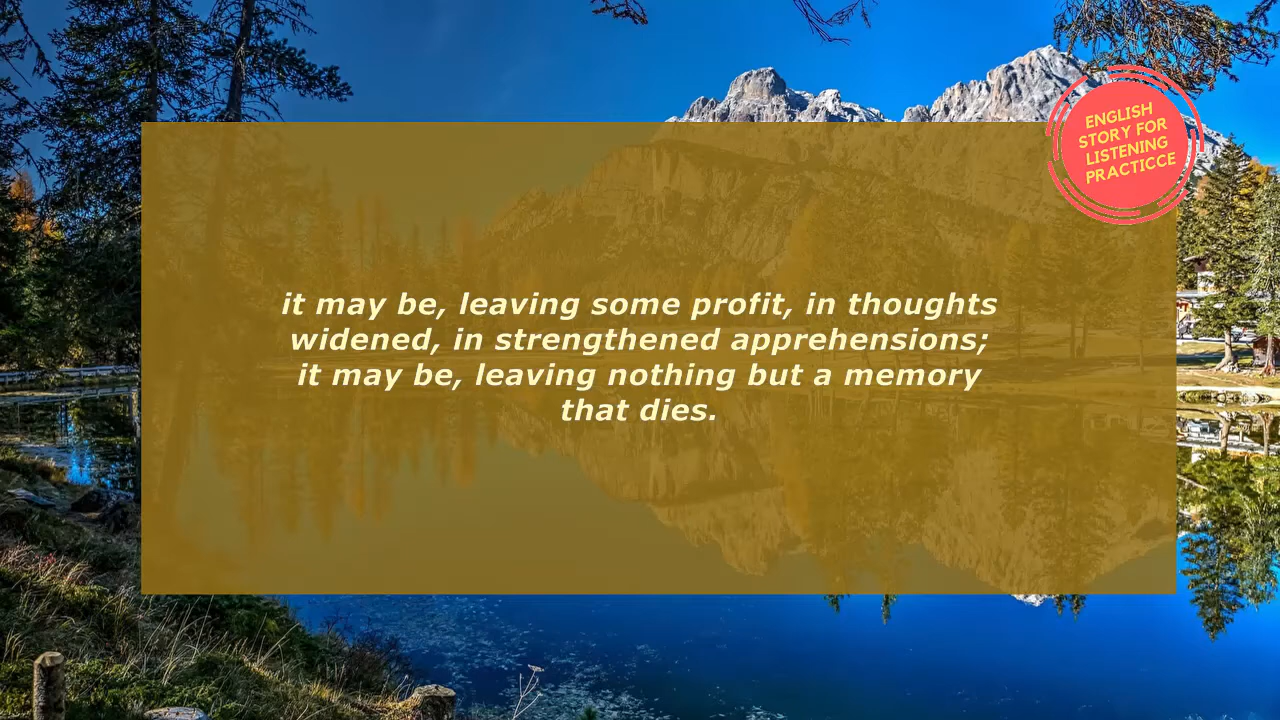 ENGLISH
STORY FOR
LISTENING
PRACTICCE
it may be, leaving some profit, in thoughts
widened, in strengthened apprehensions;
it may be, leaving nothing but a memory
that dies.